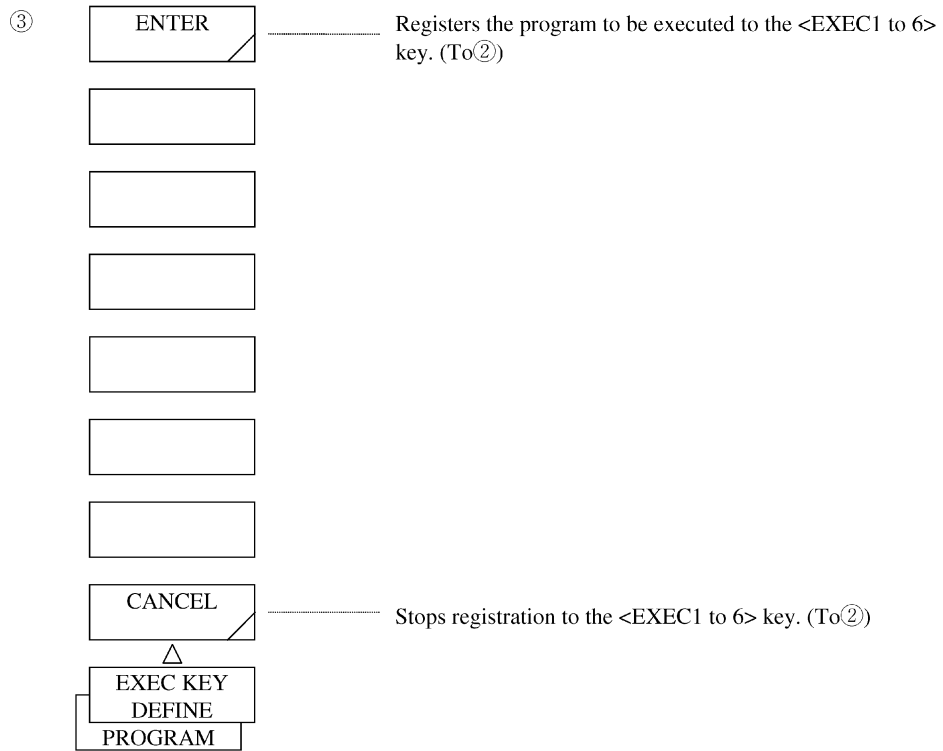 ③
ENTER
Registers the program to be executed to the <EXEC1 to 6>
key. (To②)
CANCEL
Stops registration to the <EXEC1 to 6> key. (To②)
EXEC KEY
DEFINE
PROGRAM